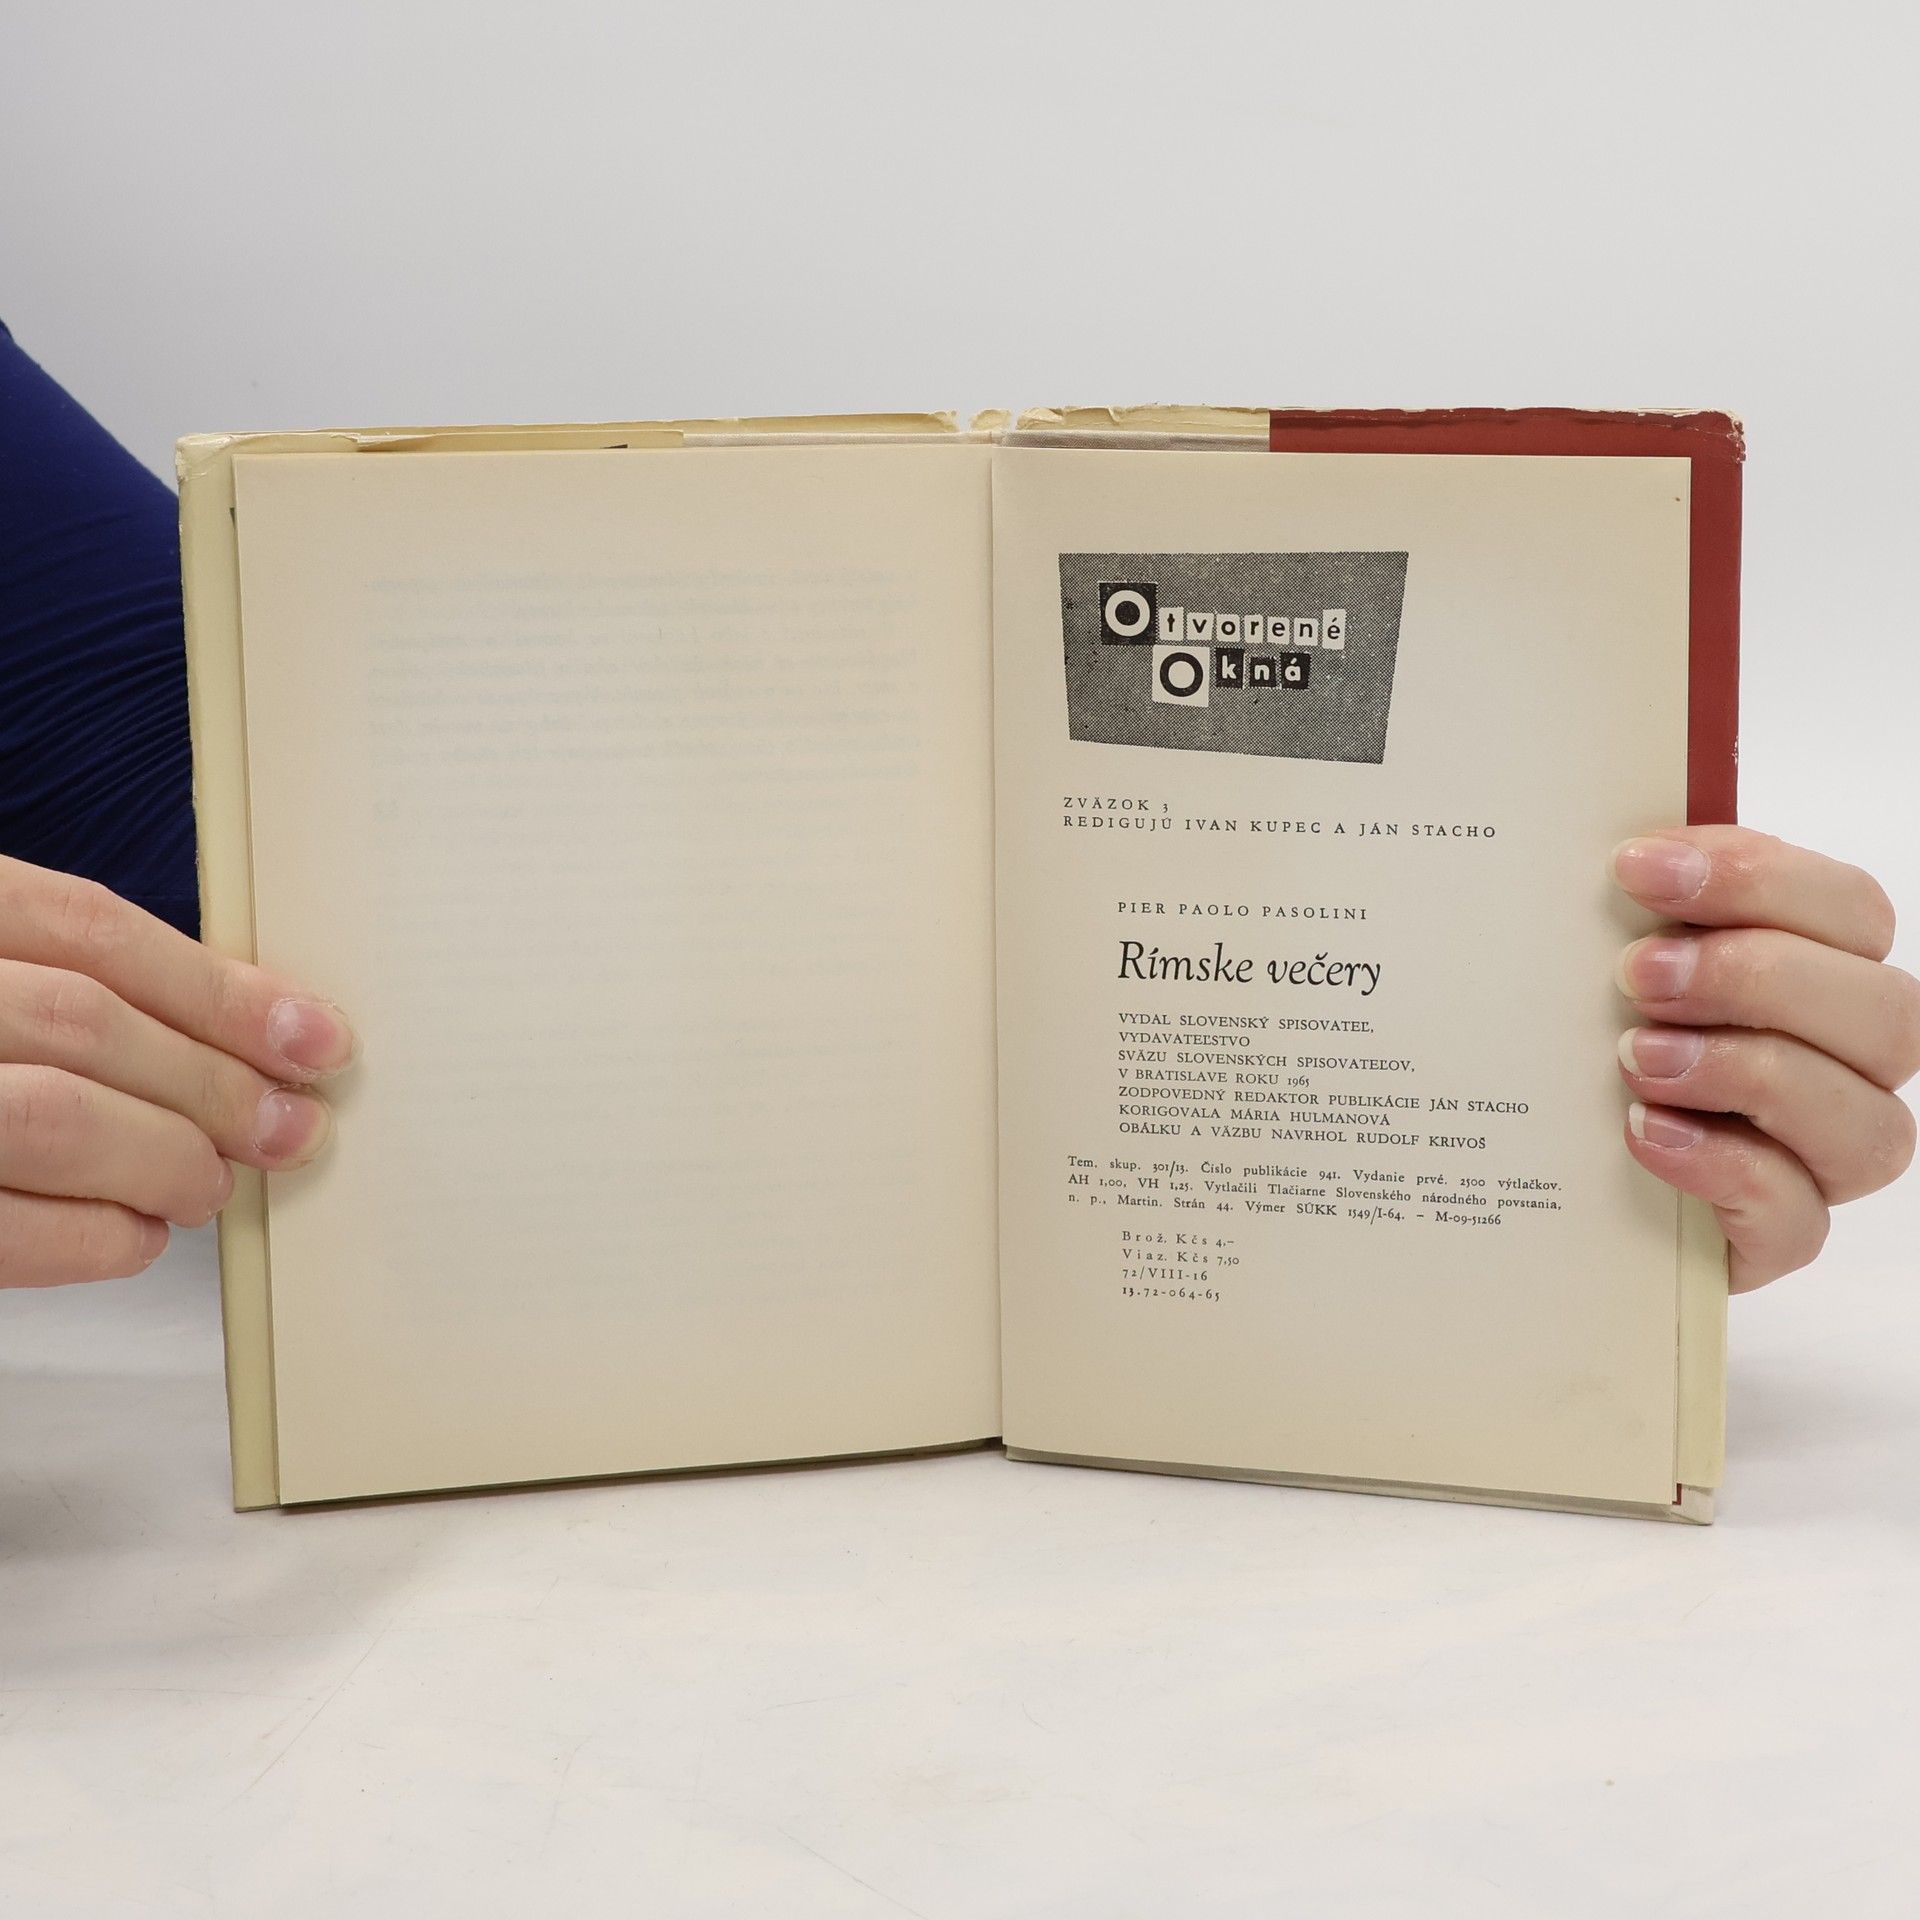 Otvorené
Okná
ZVÄZOK 3
REDIGUJÚ IVAN KUPEC A JÁN STACHO
PIER PAOLO PASOLINI
Rímske večery
VYDAL SLOVENSKÝ SPISOVATEĽ,
VYDAVATEĽSTVO
SVÄZU SLOVENSKÝCH SPISOVATEĽOV,
V BRATISLAVE ROKU 1965
ZODPOVEDNÝ REDAKTOR PUBLIKÁCIE JÁN STACHO
KORIGOVALA MÁRIA HULMANOVÁ
OBÁLKU A VÄZBU NAVRHOL RUDOLF KRIVOŠ
Tem. skup. 301/13. Číslo publikácie 941. Vydanie prvé. 2500 výtlačkov.
AH 1,00, VH 1,25. Vytlačili Tlačiarne Slovenského národného povstania,
n. p., Martin. Strán 44. Výmer SÚKK 1549/I-64. – M-09-51266
Brož. Kčs 4,–
Viaz. Kčs 7,50
72/VIII-16
13.72-064-65